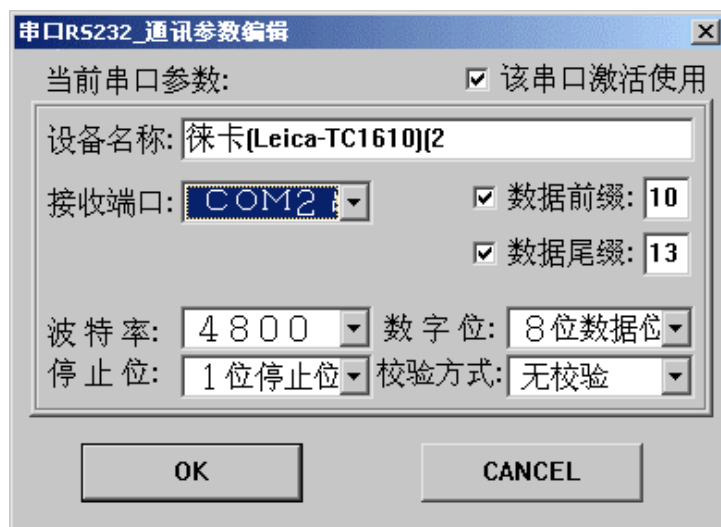 串口RS232_通讯参数编辑
当前串口参数: 该串口激活使用
设备名称: 徕卡(Leica-TC1610)(2
接收端口: COM2 数据前缀: 10
数据尾缀: 13
波特率: 4800 数字位: 8位数据位
停止位: 1位停止位 校验方式: 无校验
OK CANCEL